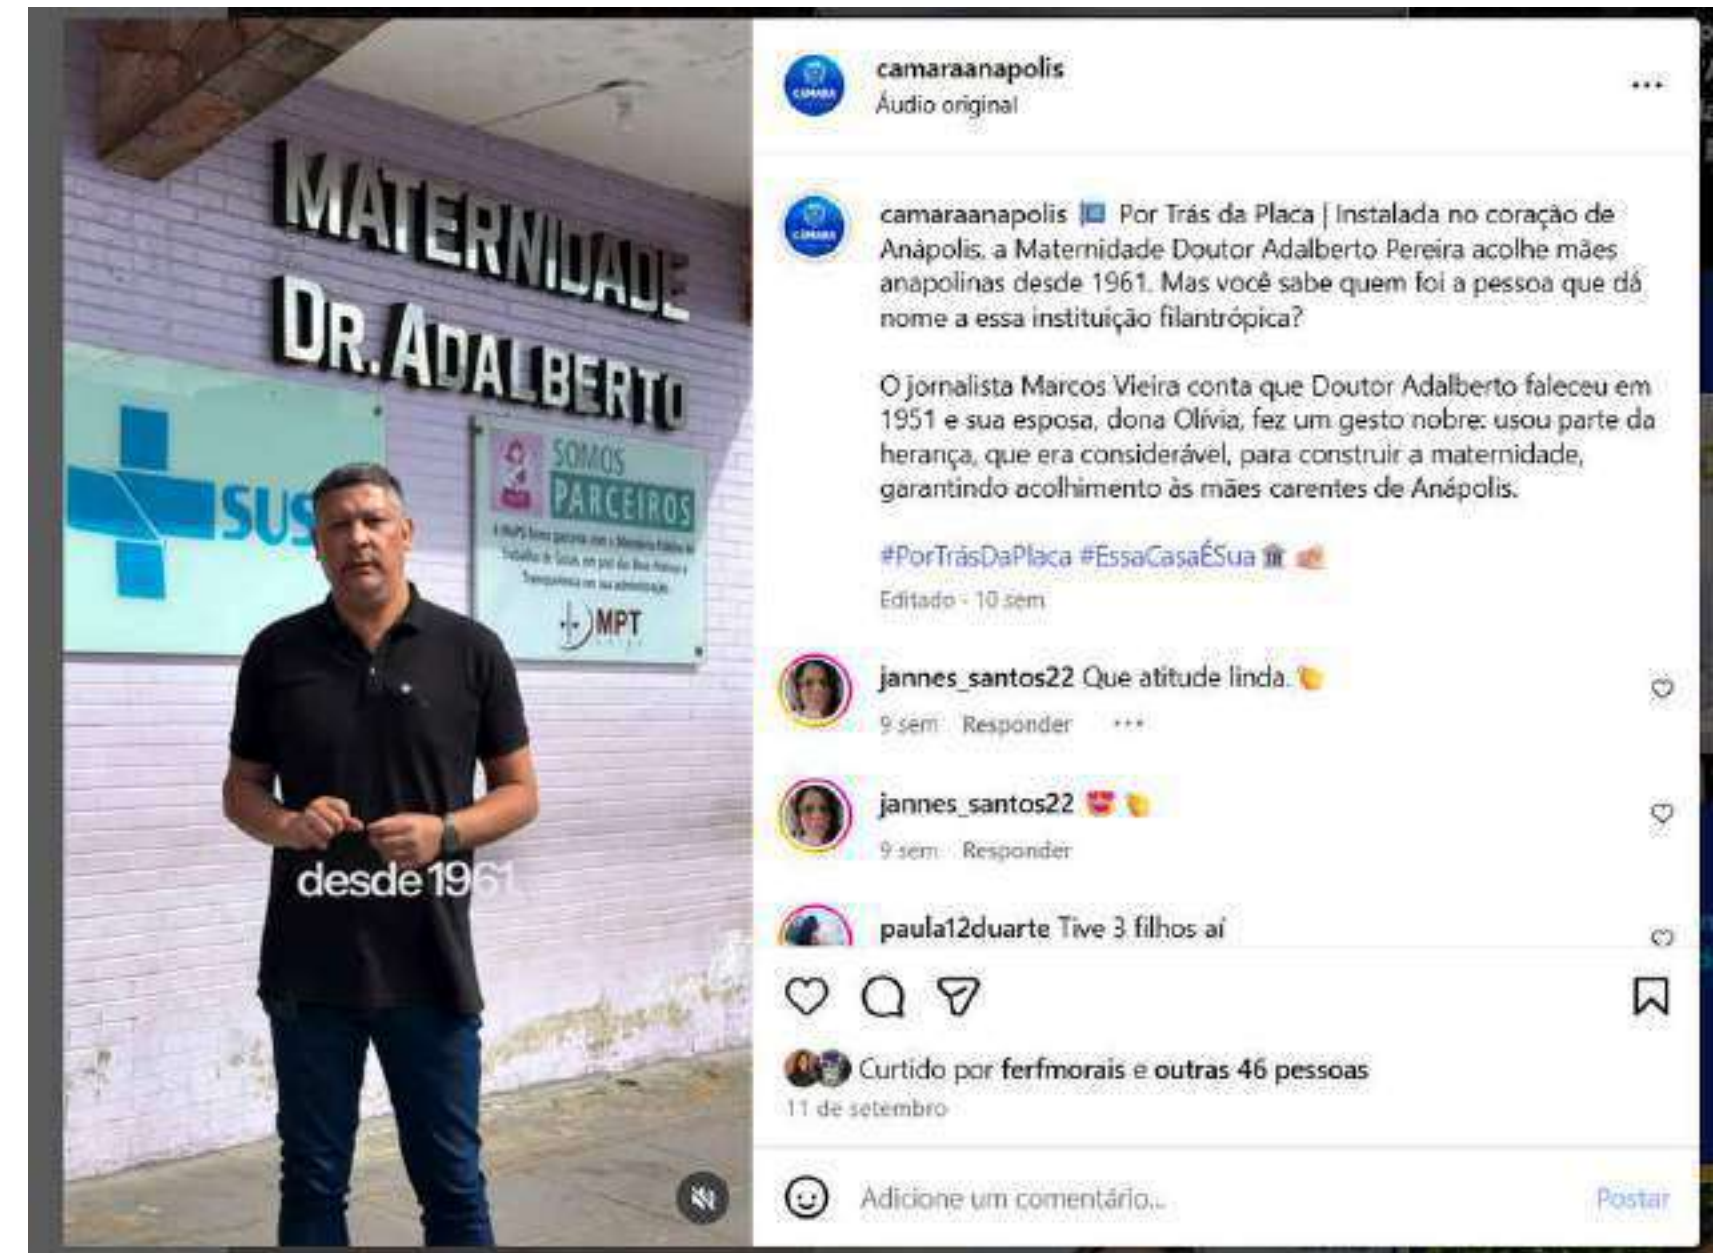 MATERNIDADE
DR. ADALBERTO
SUS
SOMOS
PARCEIROS
MPT
desde 1961
camaraanapolis
Áudio original
camaraanapolis Por Trás da Placa | Instalada no coração de
Anápolis, a Maternidade Doutor Adalberto Pereira acolhe mães
anapolinas desde 1961. Mas você sabe quem foi a pessoa que dá
nome a essa instituição filantrópica?
O jornalista Marcos Vieira conta que Doutor Adalberto faleceu em
1951 e sua esposa, dona Olívia, fez um gesto nobre: usou parte da
herança, que era considerável, para construir a maternidade,
garantindo acolhimento às mães carentes de Anápolis.
#PorTrásDaPlaca #EssaCasaÉSua
Editado · 10 sem
jannes_santos22 Que atitude linda.
9 sem Responder
jannes_santos22
9 sem Responder
paula12duarte Tive 3 filhos aí
Curtido por ferfmorais e outras 46 pessoas
11 de setembro
Adicione um comentário...
Postar